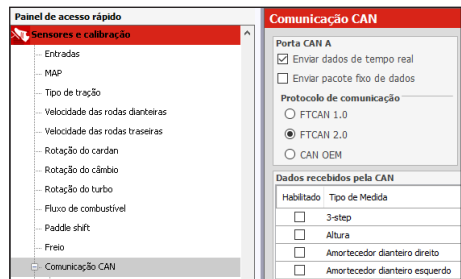 Painel de acesso rápido
Sensores e calibração
Entradas
MAP
Tipo de tração
Velocidade das rodas dianteiras
Velocidade das rodas traseiras
Rotação do cardan
Rotação do câmbio
Rotação do turbo
Fluxo de combustível
Paddle shift
Freio
Comunicação CAN
Comunicação CAN
Porta CAN A
Enviar dados de tempo real
Enviar pacote fixo de dados
Protocolo de comunicação
FTCAN 1.0
FTCAN 2.0
CAN OEM
Dados recebidos pela CAN
Habilitado Tipo de Medida
3-step
Altura
Amortecedor dianteiro direito
Amortecedor dianteiro esquerdo